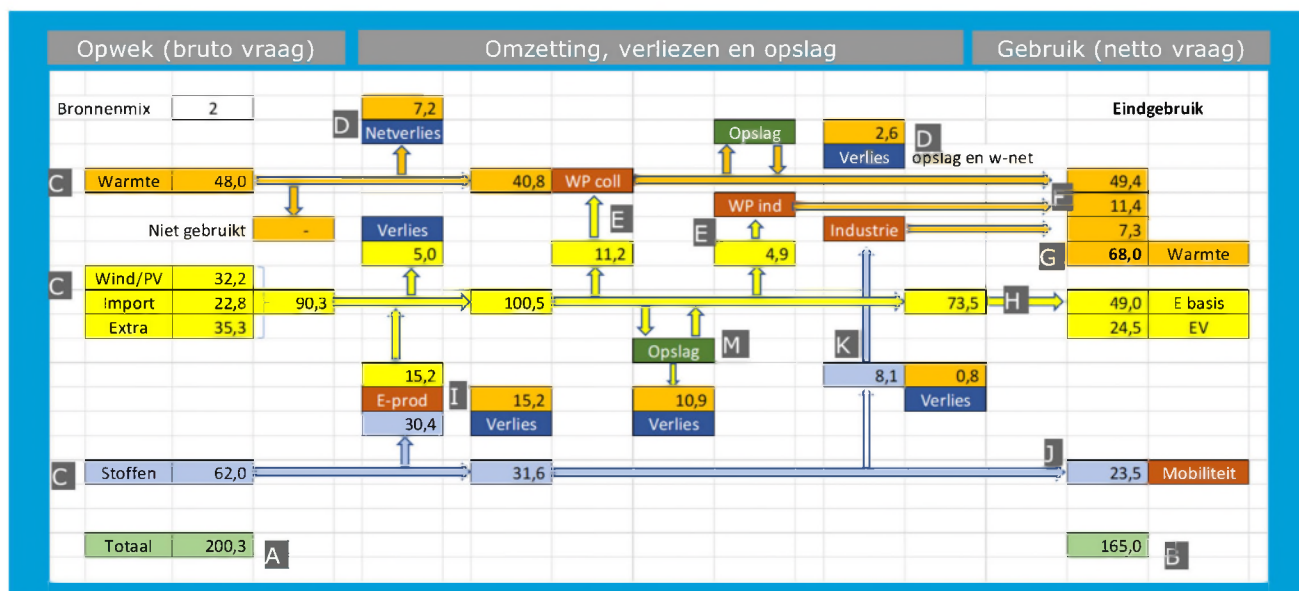 Opwek (bruto vraag) Omzetting, verliezen en opslag Gebruik (netto vraag)
Bronnenmix 2 7,2 Eindgebruik
D Netverlies Opslag 2,6 D
Verlies opslag en w-net
C Warmte 48,0 40,8 WP coll 49,4
F
WP ind 11,4
Niet gebruikt - Verlies E E Industrie 7,3
5,0 11,2 4,9 G 68,0 Warmte
C Wind/PV 32,2
Import 22,8 90,3 100,5 73,5 H 49,0 E basis
Extra 35,3 24,5 EV
Opslag M K
15,2 8,1 0,8
E-prod I 15,2 10,9 Verlies
30,4 Verlies Verlies
J
C Stoffen 62,0 31,6 23,5 Mobiliteit
Totaal 200,3 A 165,0 B